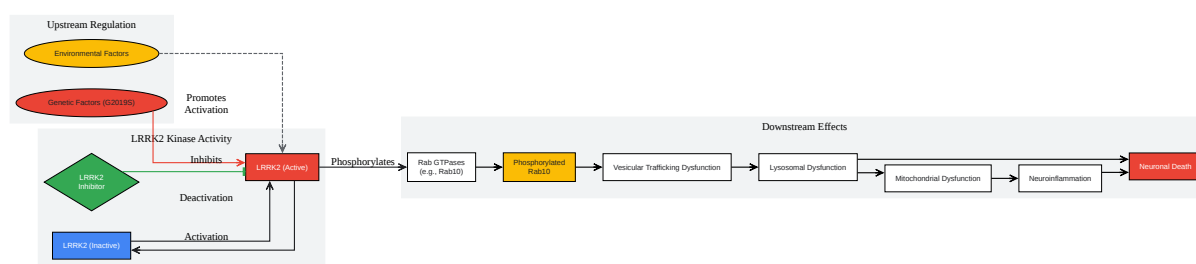 Upstream Regulation
Environmental Factors
Genetic Factors (G2019S)
Promotes
Activation
LRRK2 Kinase Activity
Inhibits
LRRK2
Inhibitor
LRRK2 (Active)
Deactivation
Activation
LRRK2 (Inactive)
Phosphorylates
Downstream Effects
Rab GTPases
(e.g., Rab10)
Phosphorylated
Rab10
Vesicular Trafficking Dysfunction
Lysosomal Dysfunction
Mitochondrial Dysfunction
Neuroinflammation
Neuronal Death